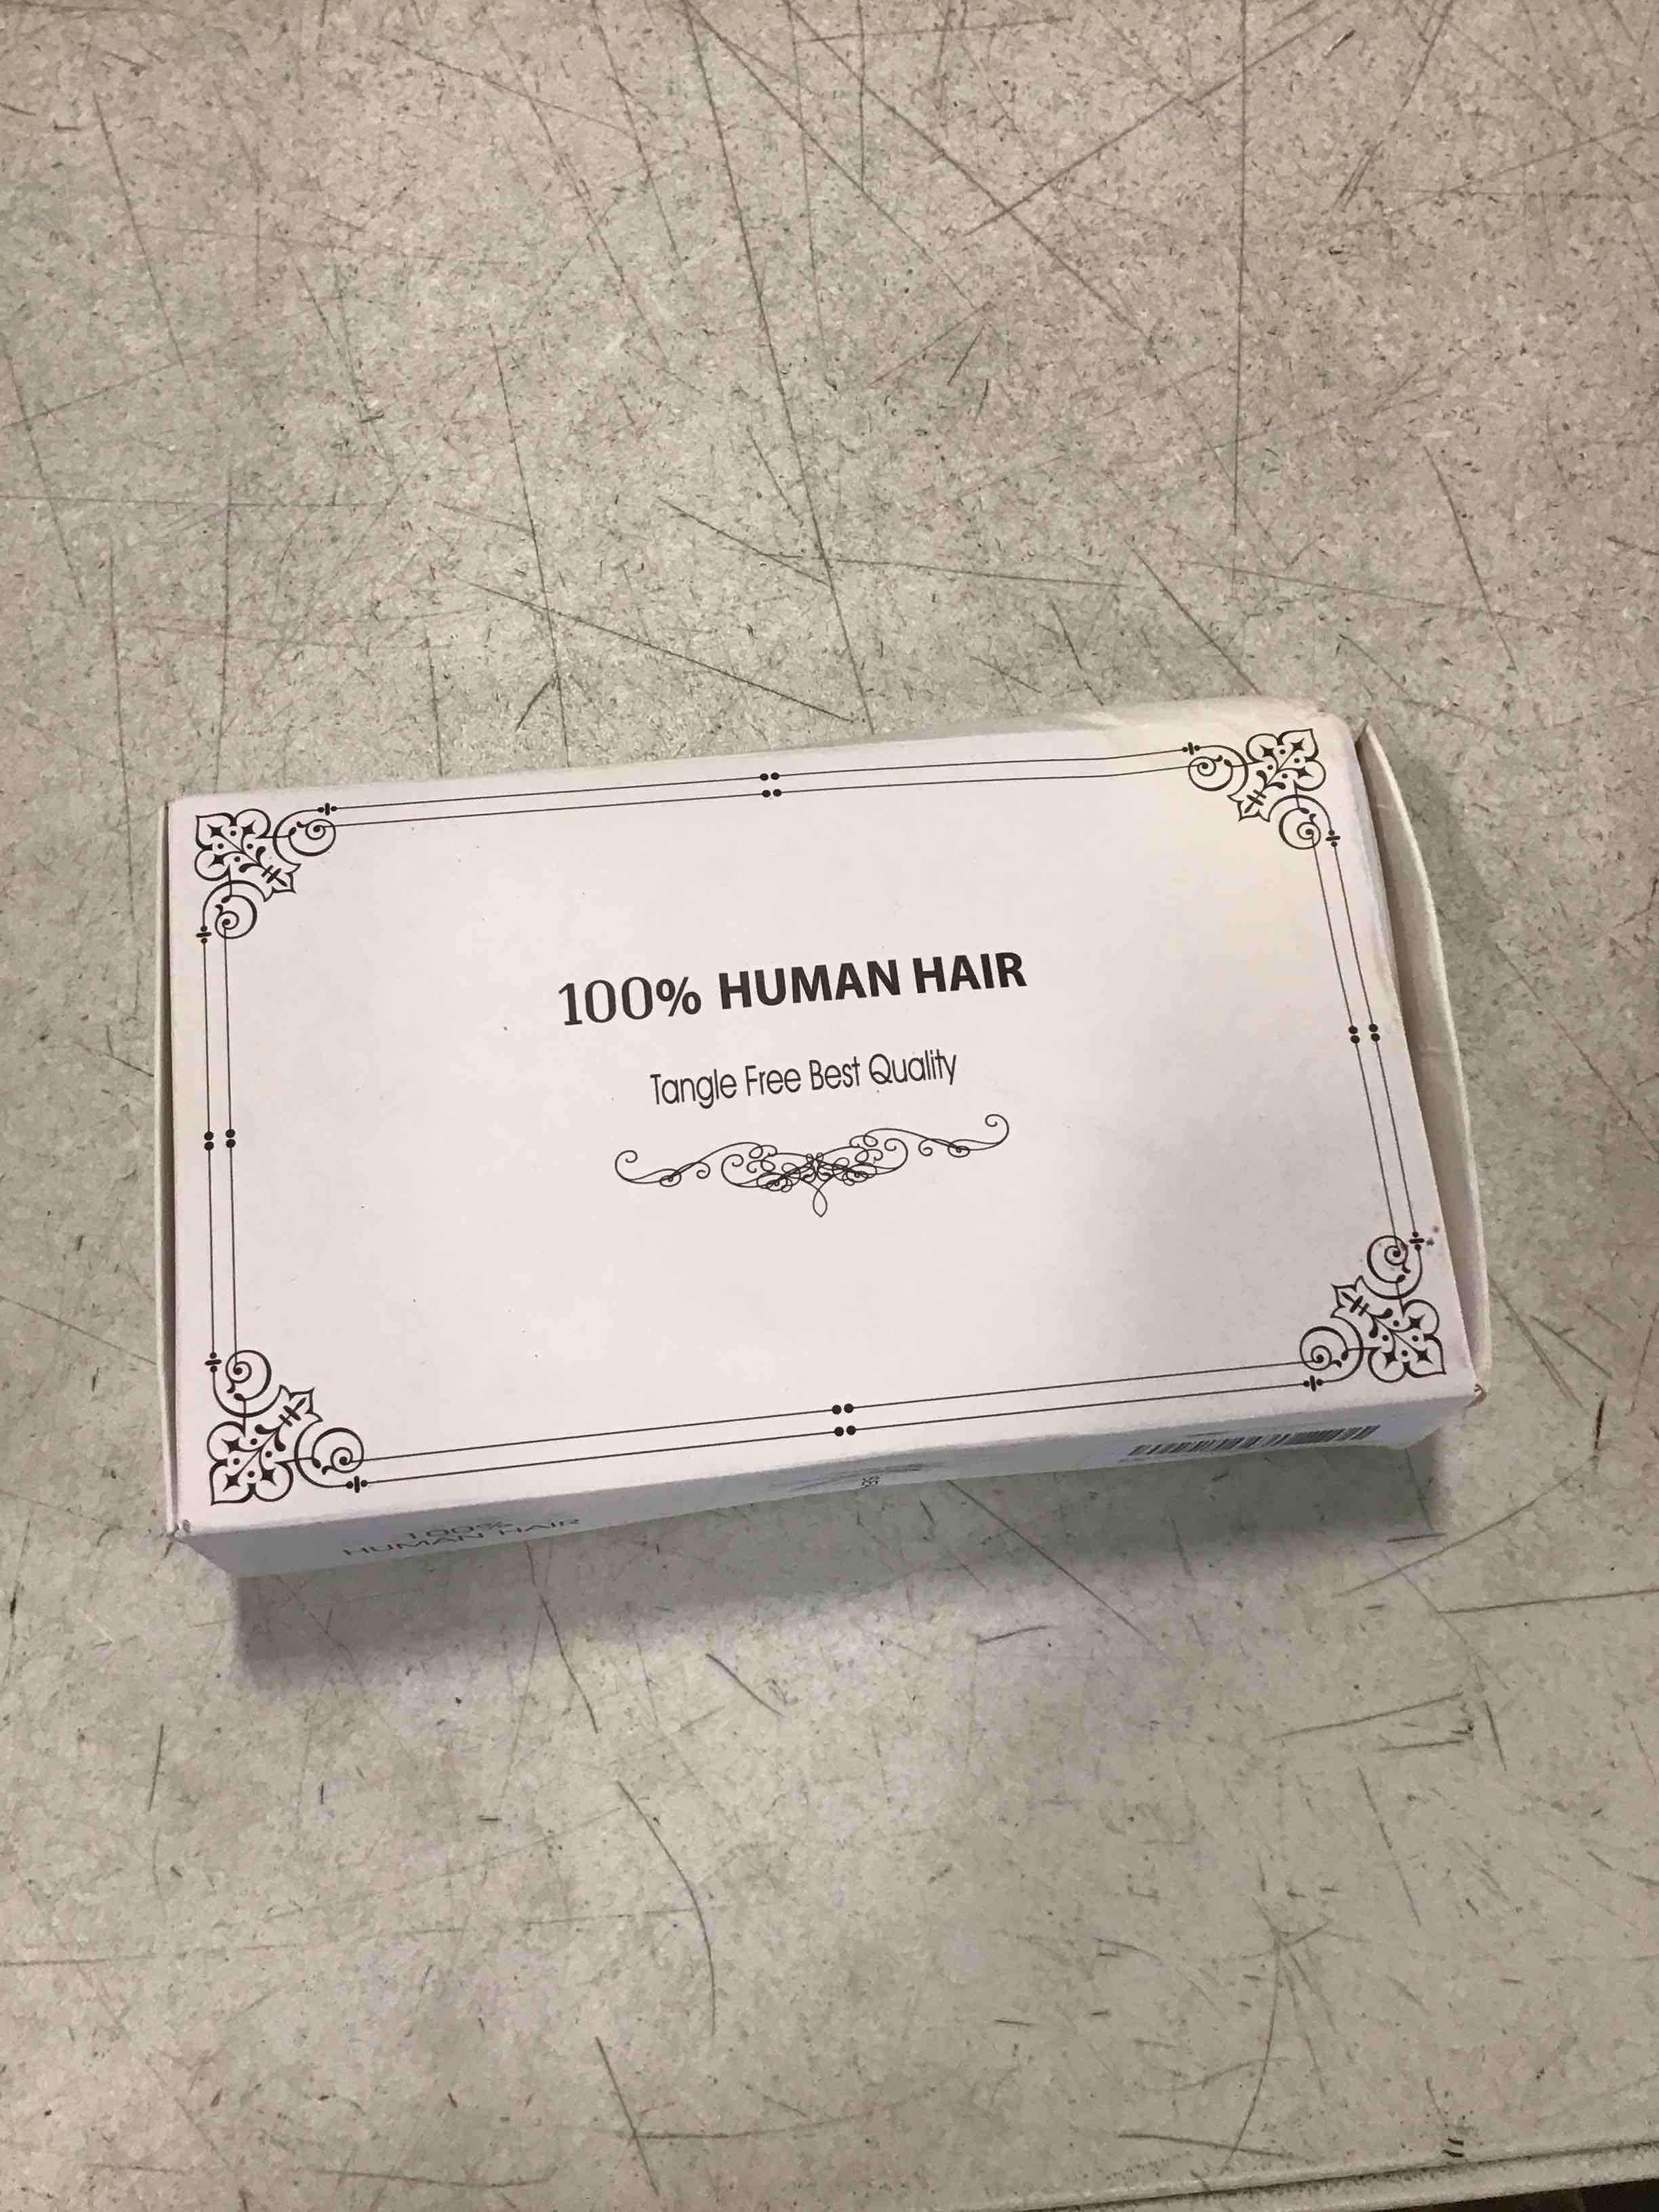 100% HUMAN HAIR
Tangle Free Best Quality
100%
HUMAN HAIR